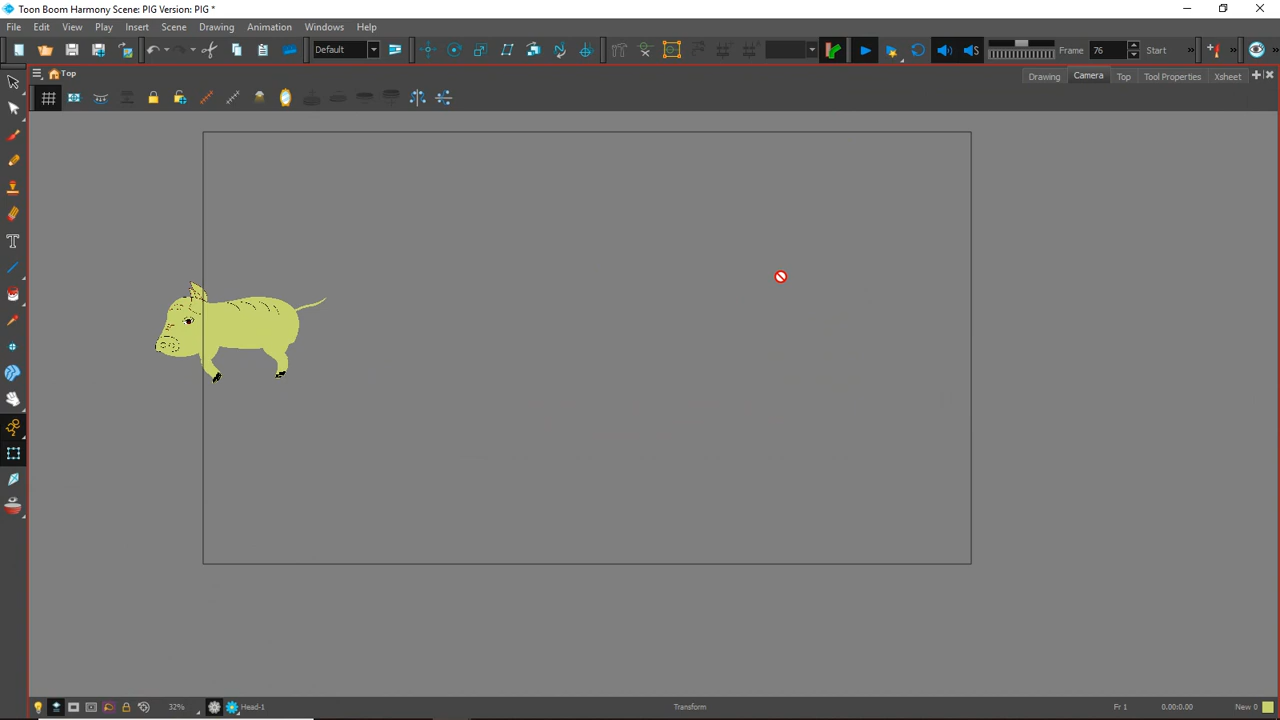 Toon Boom Harmony Scene: PIG Version: PIG *
File Edit View Play Insert Scene Drawing Animation Windows Help
Default Frame 76 Start
Top Drawing Camera Top Tool Properties Xsheet
32% Head-1 Transform Fr 1 0.00:0.00 New 0